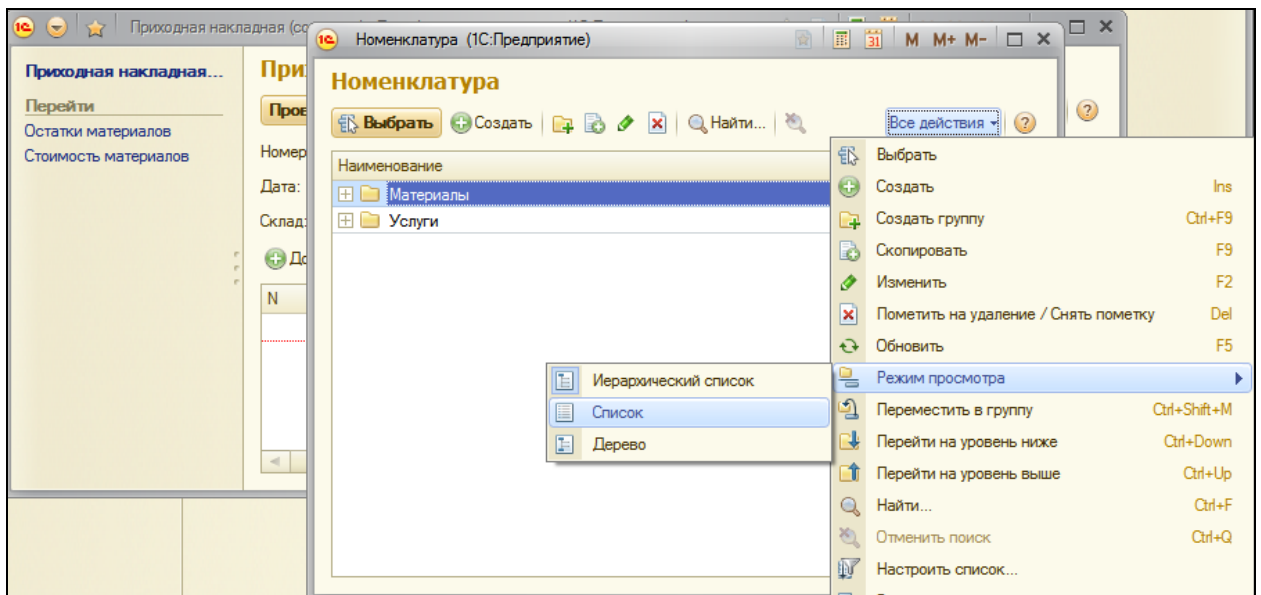 Приходная накладная (со
Номенклатура (1С:Предприятие)
M M+ M-
Приходная накладная...
Перейти
Остатки материалов
Стоимость материалов
Номер
Дата:
Склад:
N
Номенклатура
Выбрать
Создать
Найти...
Все действия
Наименование
Материалы
Услуги
Выбрать
Создать Ins
Создать группу Ctrl+F9
Скопировать F9
Изменить F2
Пометить на удаление / Снять пометку Del
Обновить F5
Режим просмотра
Иерархический список
Список
Дерево
Переместить в группу Ctrl+Shift+M
Перейти на уровень ниже Ctrl+Down
Перейти на уровень выше Ctrl+Up
Найти... Ctrl+F
Отменить поиск Ctrl+Q
Настроить список...